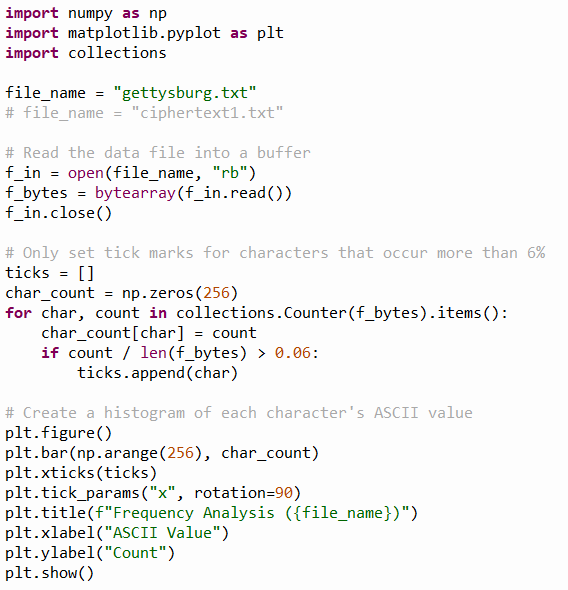 import numpy as np
import matplotlib.pyplot as plt
import collections

file_name = "gettysburg.txt"
# file_name = "ciphertext1.txt"

# Read the data file into a buffer
f_in = open(file_name, "rb")
f_bytes = bytearray(f_in.read())
f_in.close()

# Only set tick marks for characters that occur more than 6%
ticks = []
char_count = np.zeros(256)
for char, count in collections.Counter(f_bytes).items():
    char_count[char] = count
    if count / len(f_bytes) > 0.06:
        ticks.append(char)

# Create a histogram of each character's ASCII value
plt.figure()
plt.bar(np.arange(256), char_count)
plt.xticks(ticks)
plt.tick_params("x", rotation=90)
plt.title(f"Frequency Analysis ({file_name})")
plt.xlabel("ASCII Value")
plt.ylabel("Count")
plt.show()